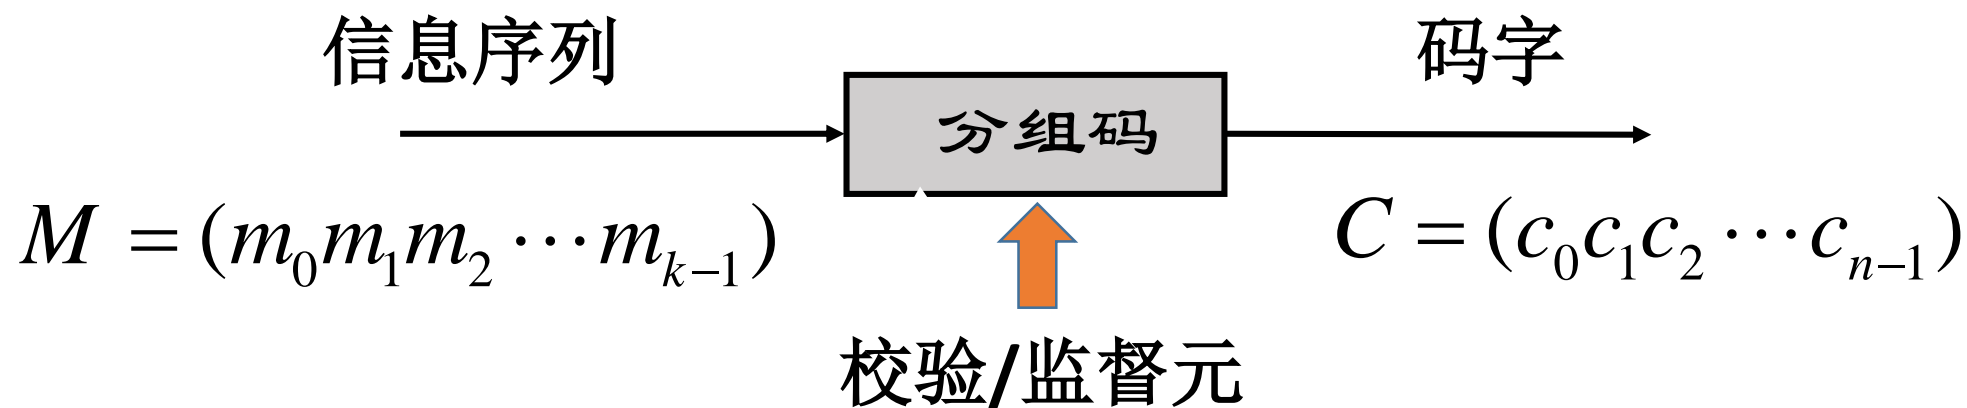 信息序列
码字
分组码
M = (m₀m₁m₂⋯mₖ₋₁)
C = (c₀c₁c₂⋯cₙ₋₁)
校验/监督元